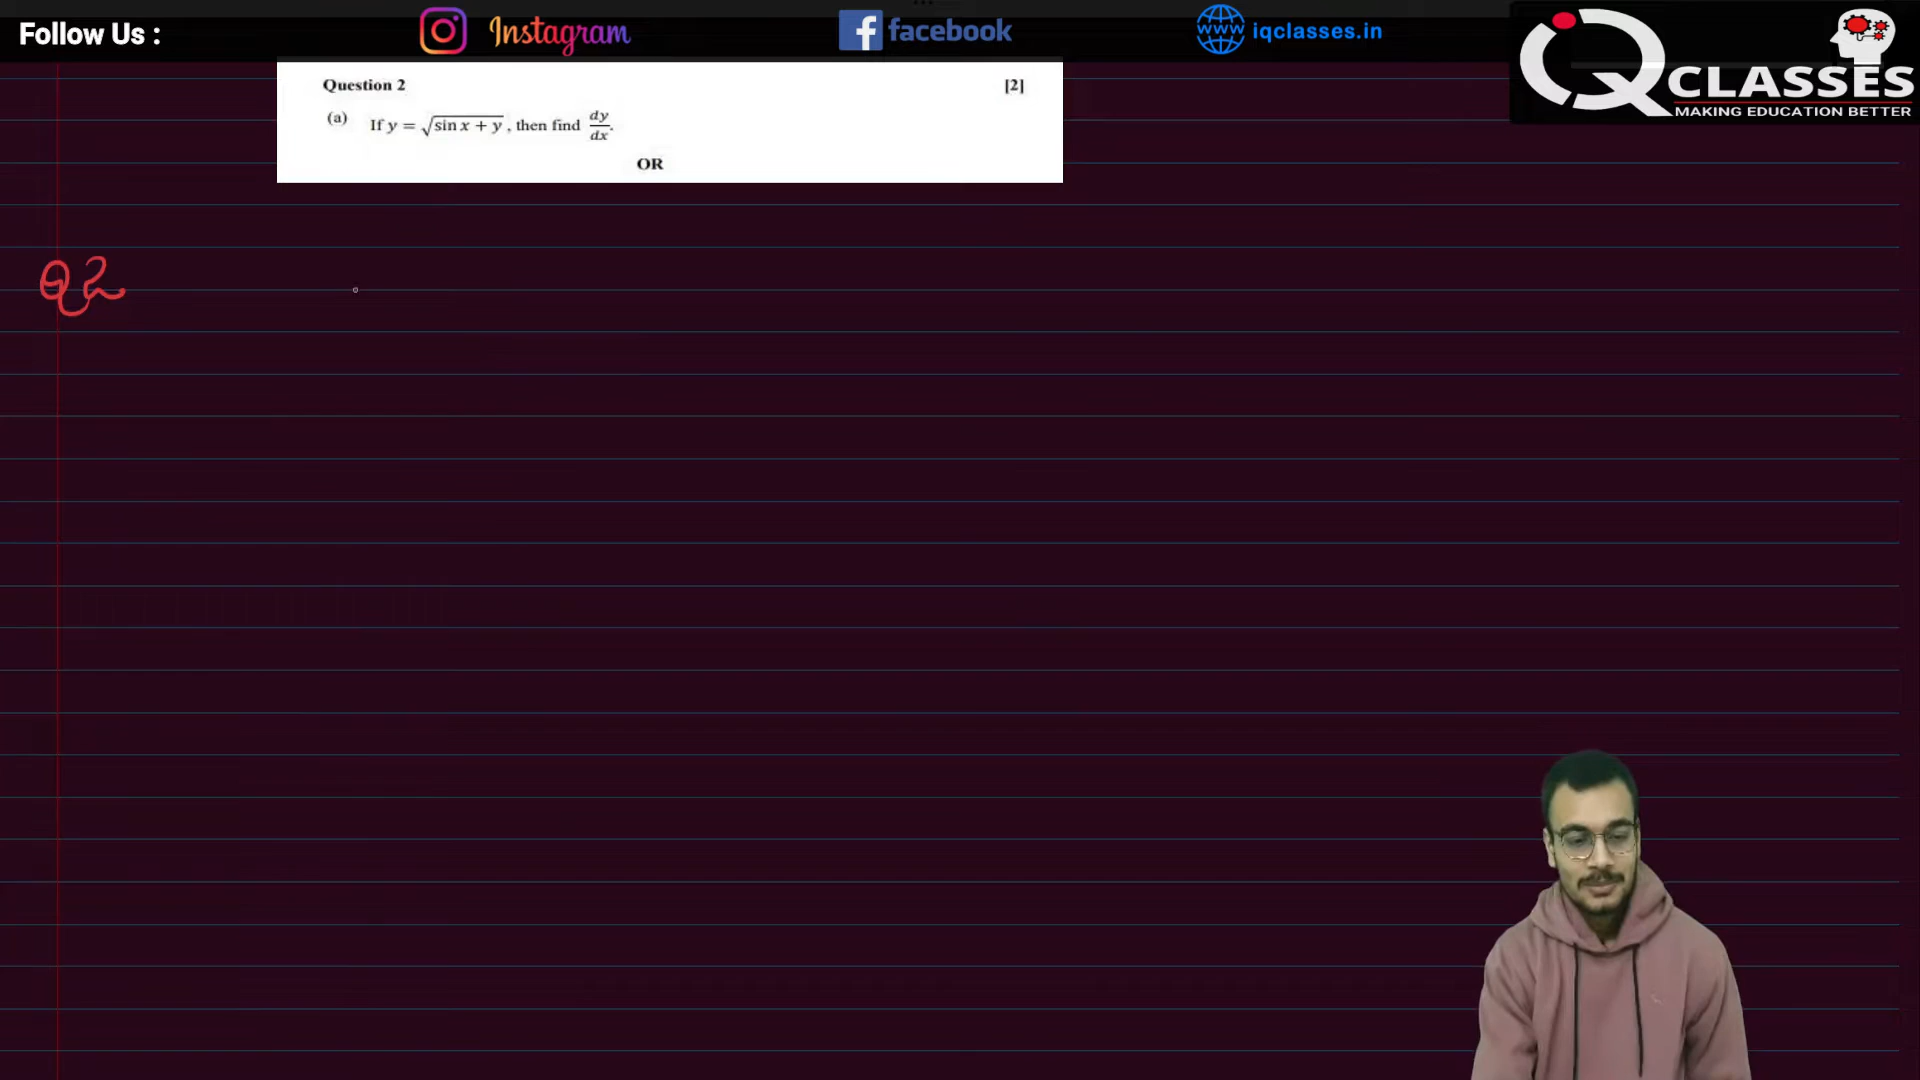 Follow Us :
Instagram
facebook
www iqclasses.in
iQ CLASSES
MAKING EDUCATION BETTER
Question 2 [2]
(a) If y = √(sin x + y) , then find dy/dx.
OR
Q2